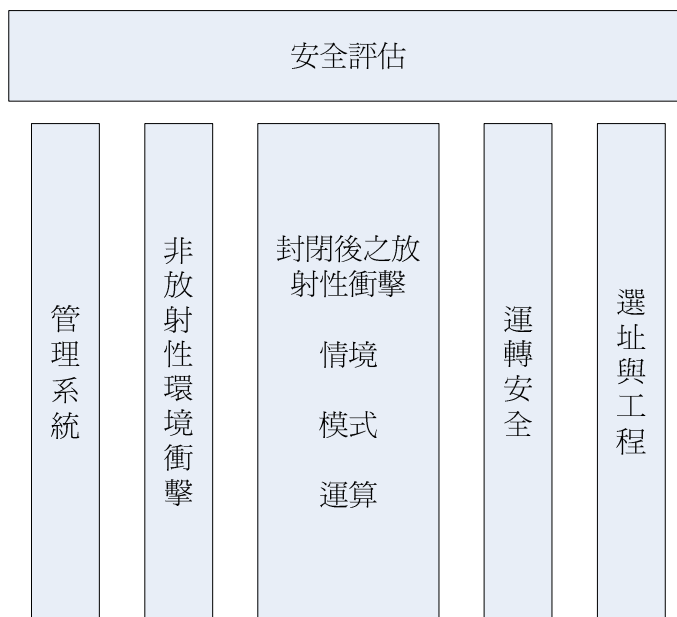 安全評估
管理系統
非放射性環境衝擊
封閉後之放
射性衝擊
情境
模式
運算
運轉安全
選址與工程